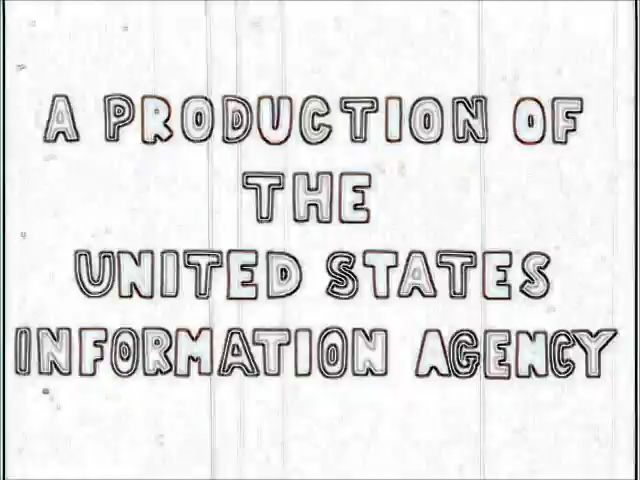 A PRODUCTION OF
THE
UNITED STATES
INFORMATION AGENCY